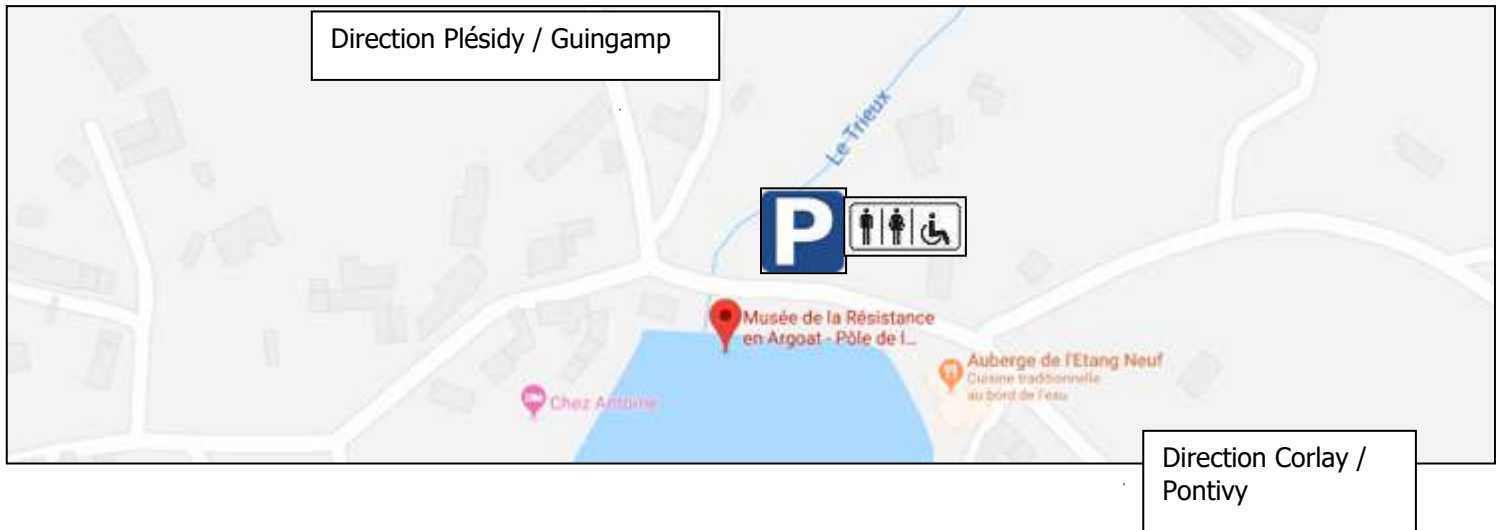 Direction Plésidy / Guingamp
Le Trieux
P
Musée de la Résistance
en Argoat - Pôle de l...
Auberge de l'Etang Neuf
Cuisine traditionnelle
au bord de l'eau
Chez Antoine
Direction Corlay /
Pontivy